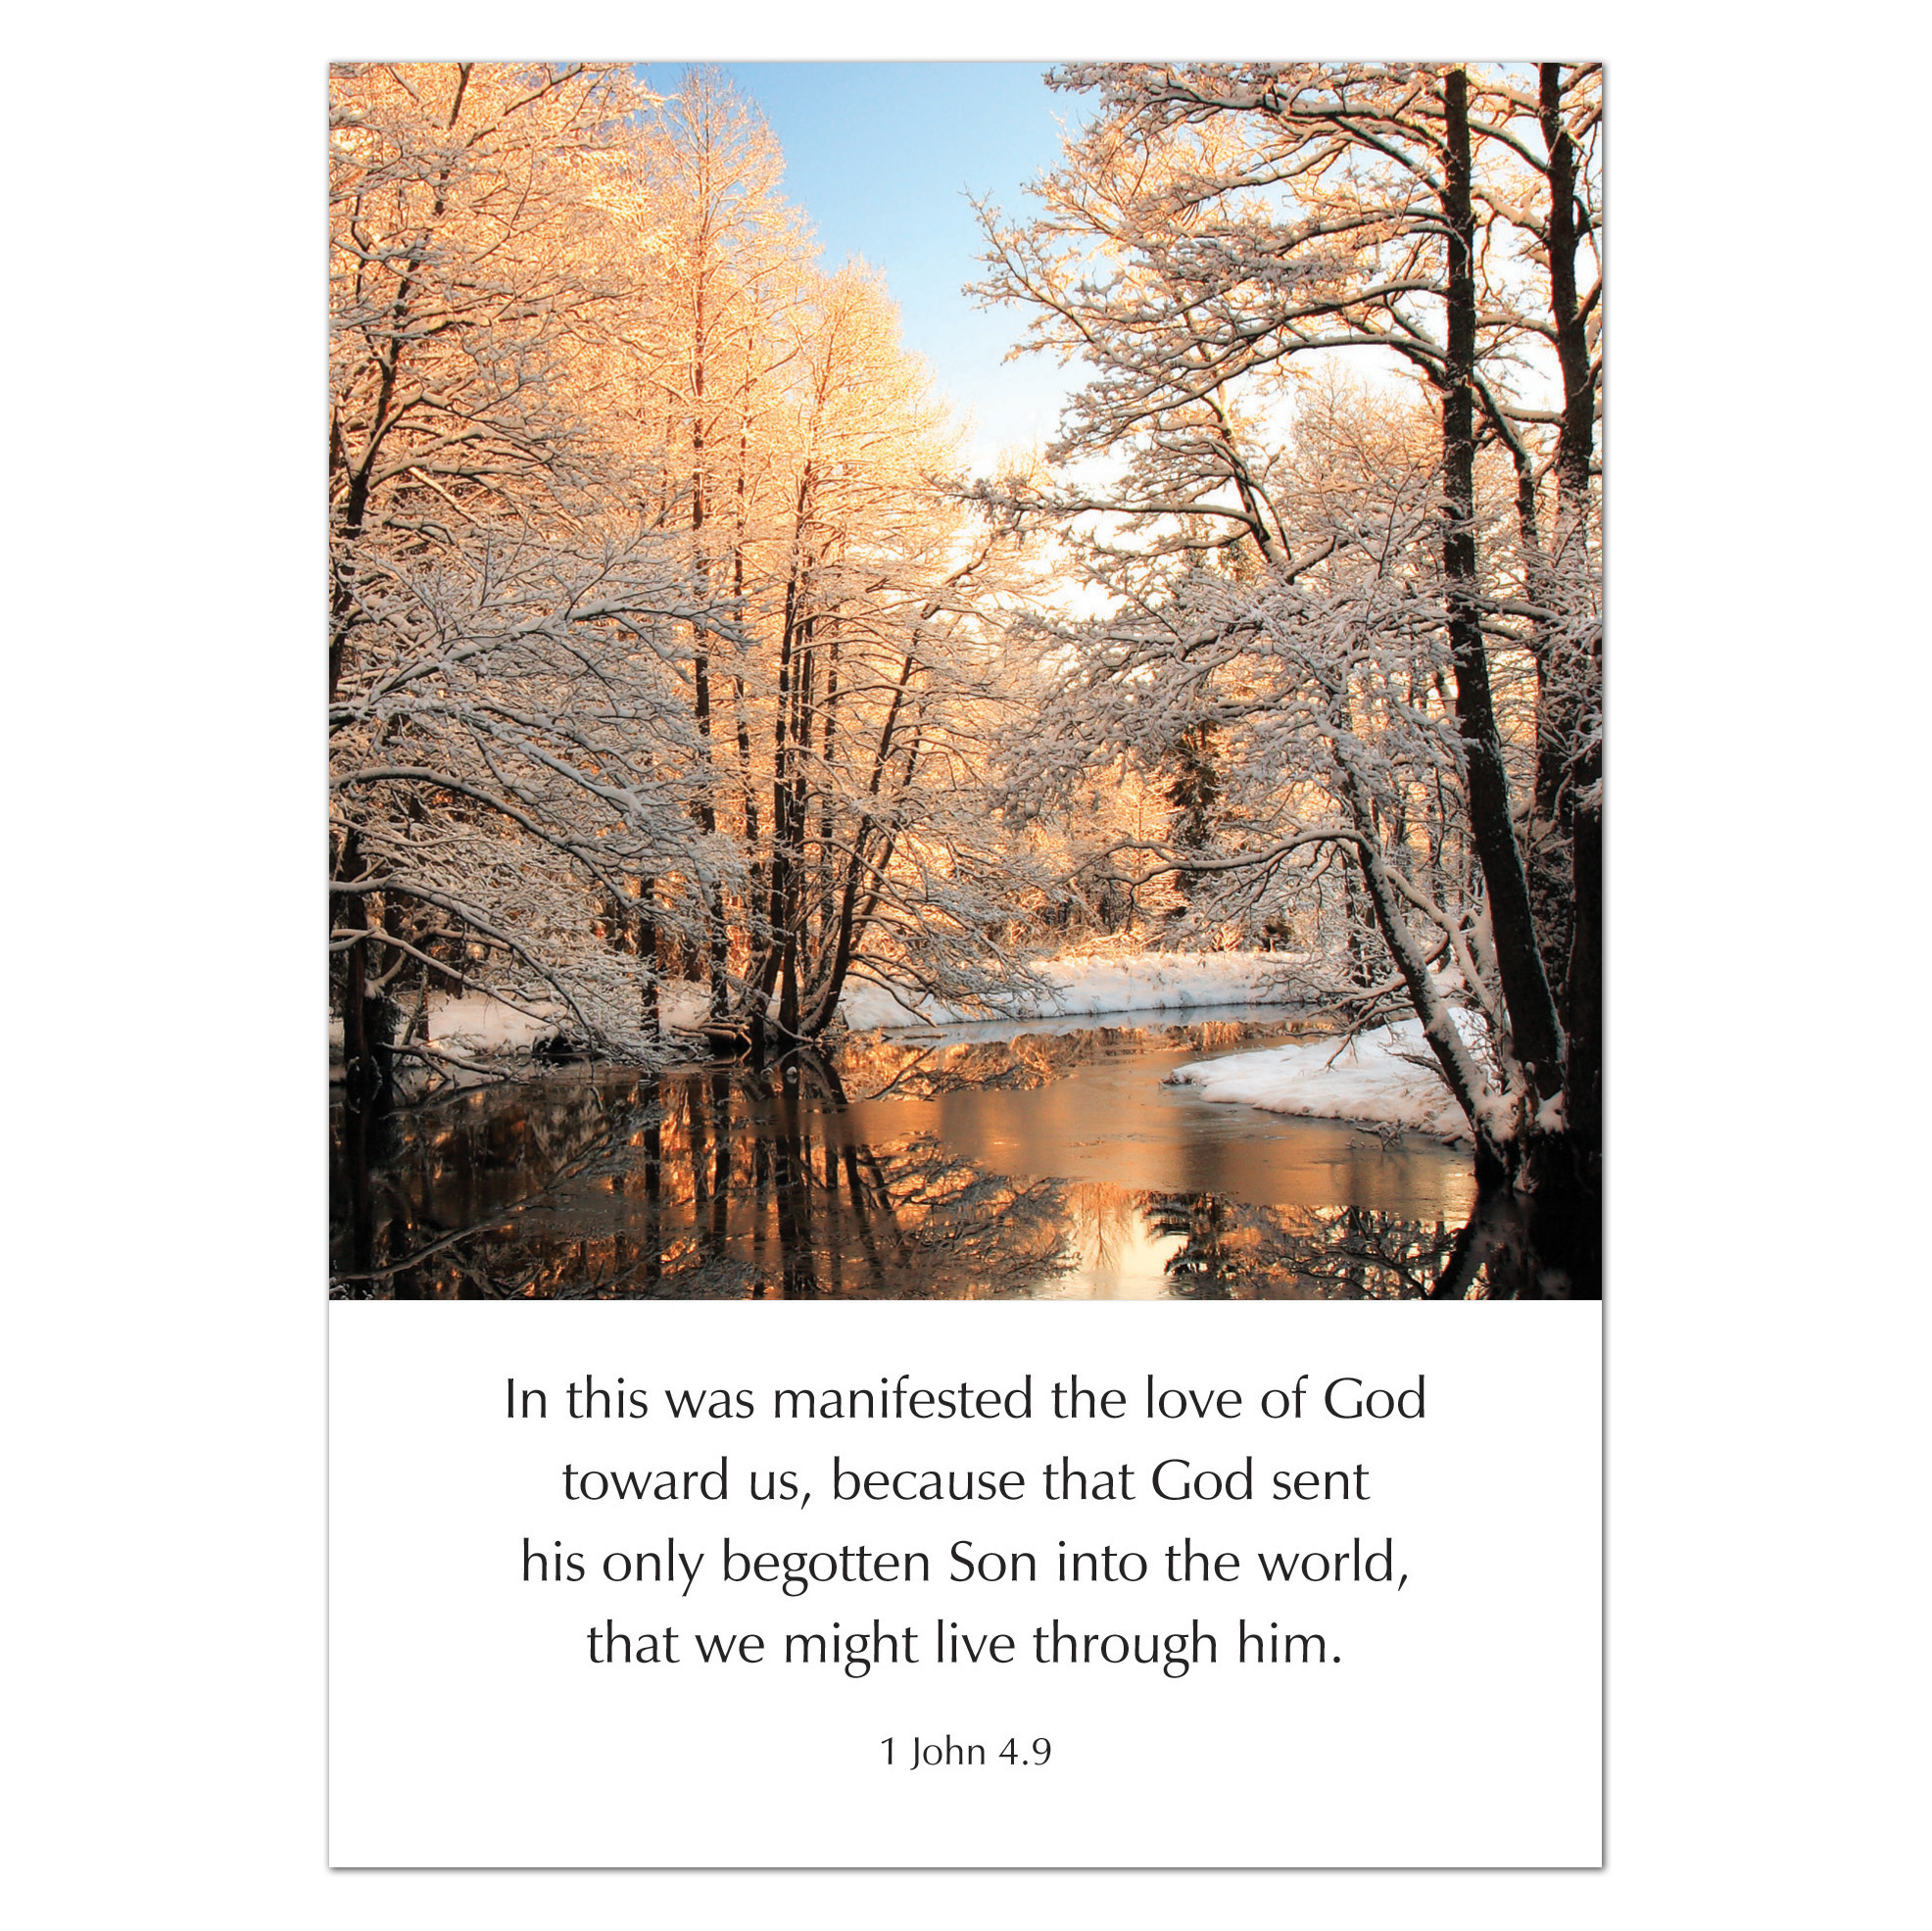 In this was manifested the love of God
toward us, because that God sent
his only begotten Son into the world,
that we might live through him.
1 John 4.9